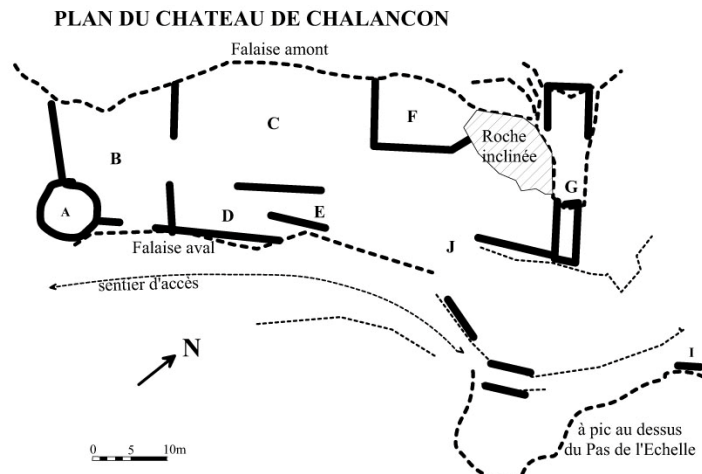 PLAN DU CHATEAU DE CHALANCON
Falaise amont
C
F
Roche
inclinée
B
A
D
E
G
Falaise aval
J
sentier d'accès
N
I
à pic au dessus
du Pas de l'Echelle
0 5 10m